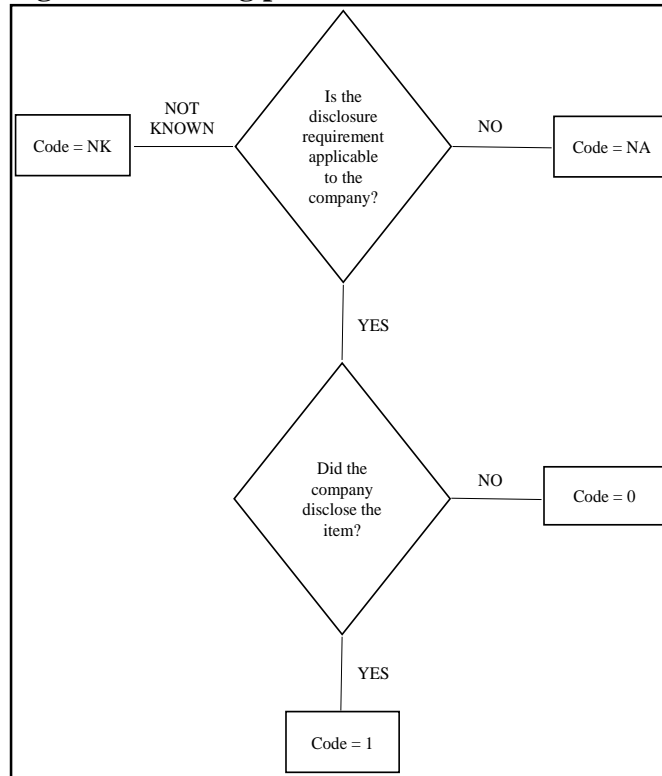 Is the
disclosure
requirement
applicable
to the
company?
NOT
KNOWN
NO
Code = NK
Code = NA
YES
Did the
company
disclose the
item?
NO
Code = 0
YES
Code = 1